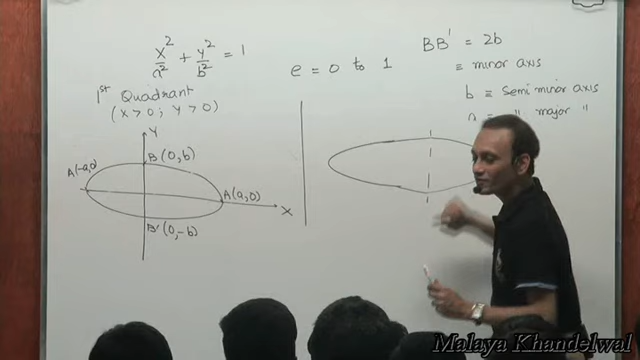 x²/a² + y²/b² = 1
1st Quadrant
(x > 0; y > 0)
Y
B (0, b)
A(-a,0)
A (a, 0)
X
B' (0, -b)
e = 0 to 1
BB' = 2b
≡ minor axis
b ≡ semi minor axis
a = " major "
Malaya Khandelwal